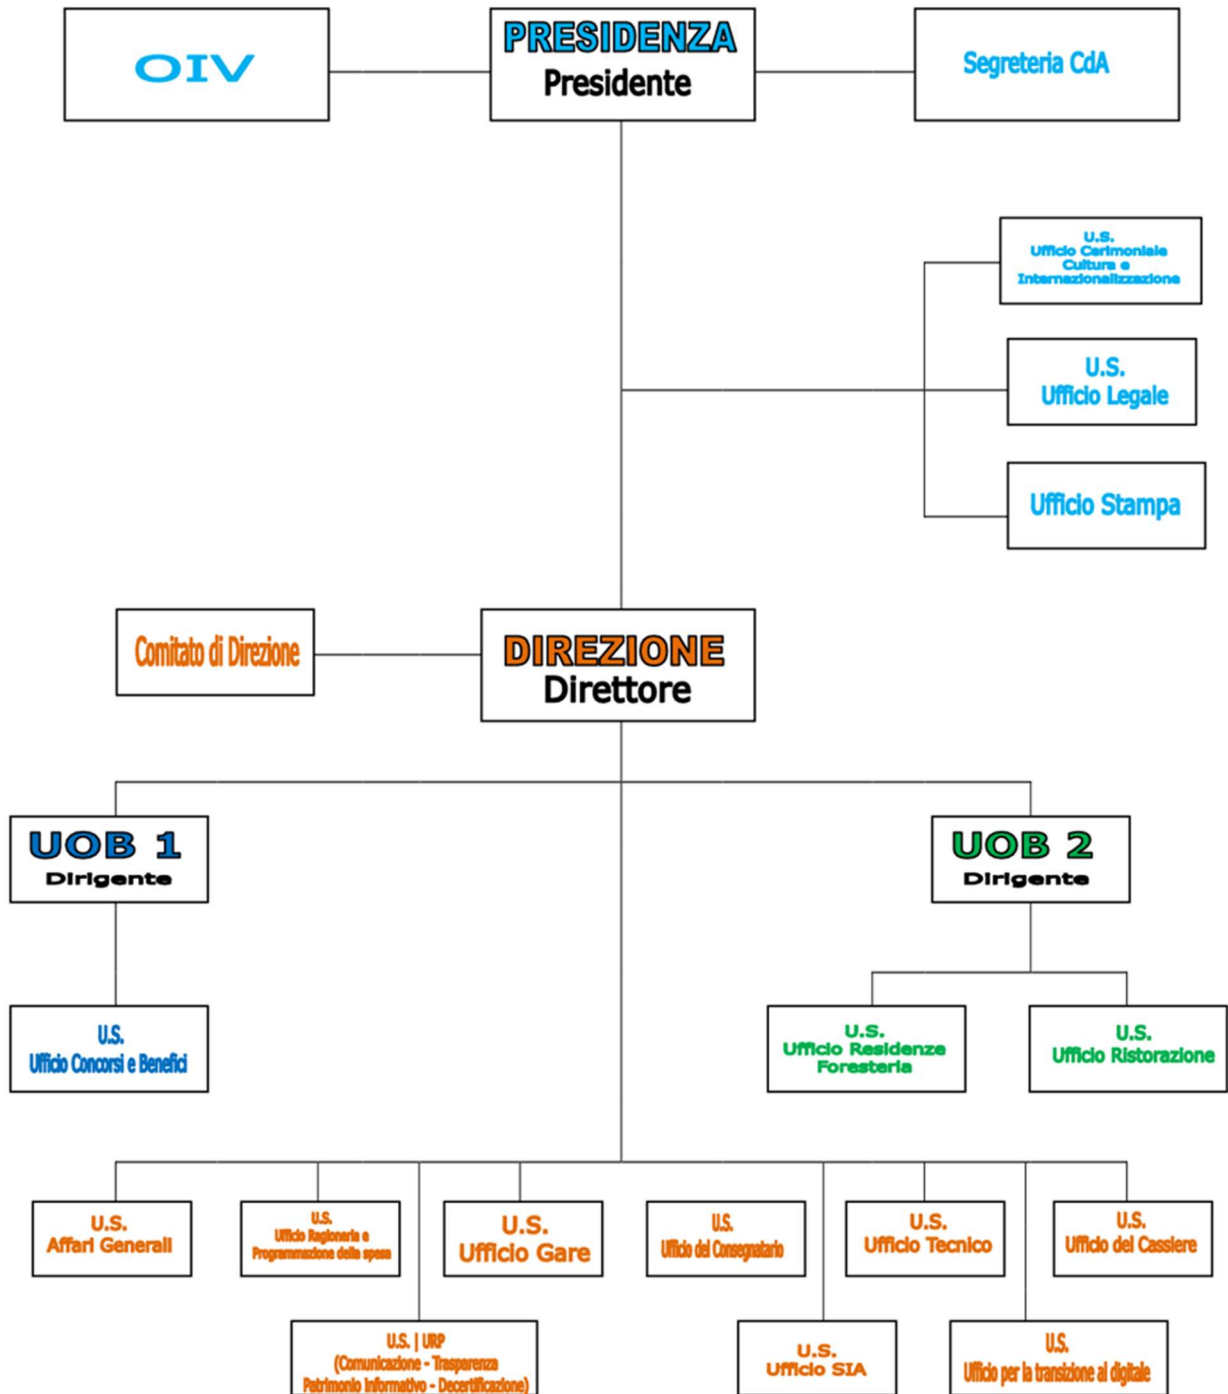 OIV
PRESIDENZA
Presidente
Segreteria CdA
U.S.
Ufficio Cerimoniale
Cultura e
Internazionalizzazione
U.S.
Ufficio Legale
Ufficio Stampa
Comitato di Direzione
DIREZIONE
Direttore
UOB 1
Dirigente
UOB 2
Dirigente
U.S.
Ufficio Concorsi e Benefici
U.S.
Ufficio Residenze
Foresteria
U.S.
Ufficio Ristorazione
U.S.
Affari Generali
U.S.
Ufficio Ragioneria e
Programmazione della spesa
U.S.
Ufficio Gare
U.S.
Ufficio del Consegnatario
U.S.
Ufficio Tecnico
U.S.
Ufficio del Cassiere
U.S. | URP
(Comunicazione - Trasparenza
Patrimonio Informativo - Decertificazione)
U.S.
Ufficio SIA
U.S.
Ufficio per la transizione al digitale